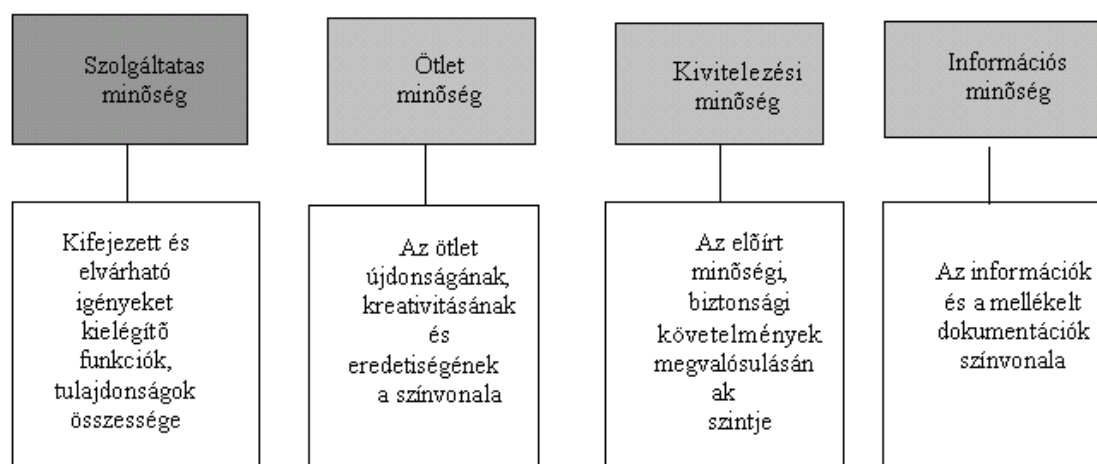 Szolgáltatas
minõség
Ötlet
minõség
Kivitelezési
minõség
Információs
minõség
Kifejezett és
elvárható
igényeket
kielégítõ
funkciók,
tulajdonságok
összessége
Az ötlet
újdonságának,
kreativitásának
és
eredetiségének
a színvonala
Az elõírt
minõségi,
biztonsági
követelmények
megvalósulásán
ak
szintje
Az információk
és a mellékelt
dokumentációk
színvonala